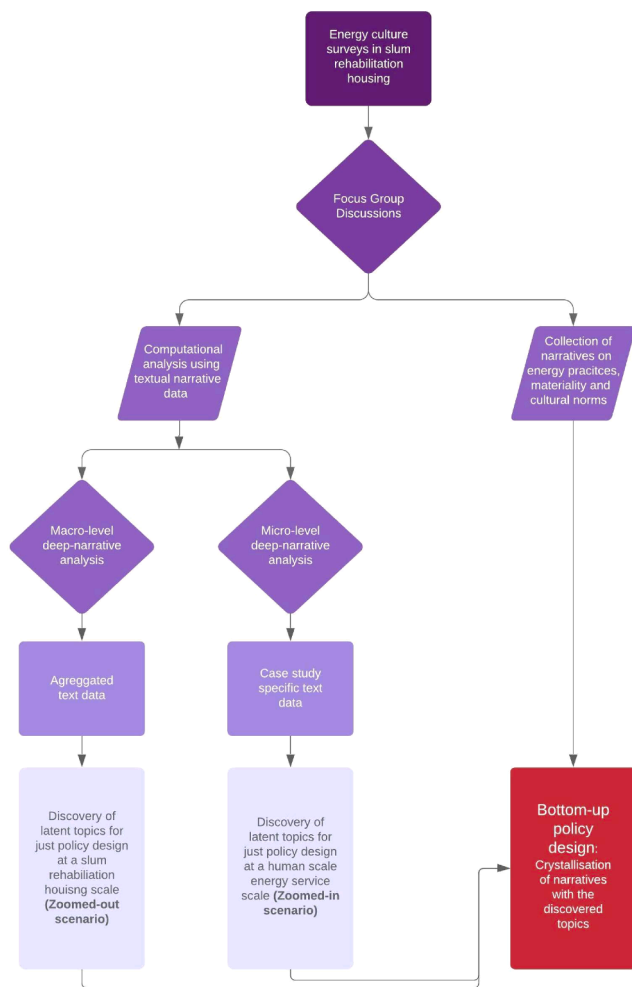 Energy culture
surveys in slum
rehabilitation
housing
Focus Group
Discussions
Computational
analysis using
textual narrative
data
Collection of
narratives on
energy pracitces,
materiality and
cultural norms
Macro-level
deep-narrative
analysis
Micro-level
deep-narrative
analysis
Agreggated
text data
Case study
specific text
data
Discovery of
latent topics for
just policy design
at a slum
rehabiliation
houisng scale
(Zoomed-out
scenario)
Discovery of
latent topics for
just policy design
at a human scale
energy service
scale (Zoomed-in
scenario)
Bottom-up
policy
design:
Crystallisation
of narratives
with the
discovered
topics